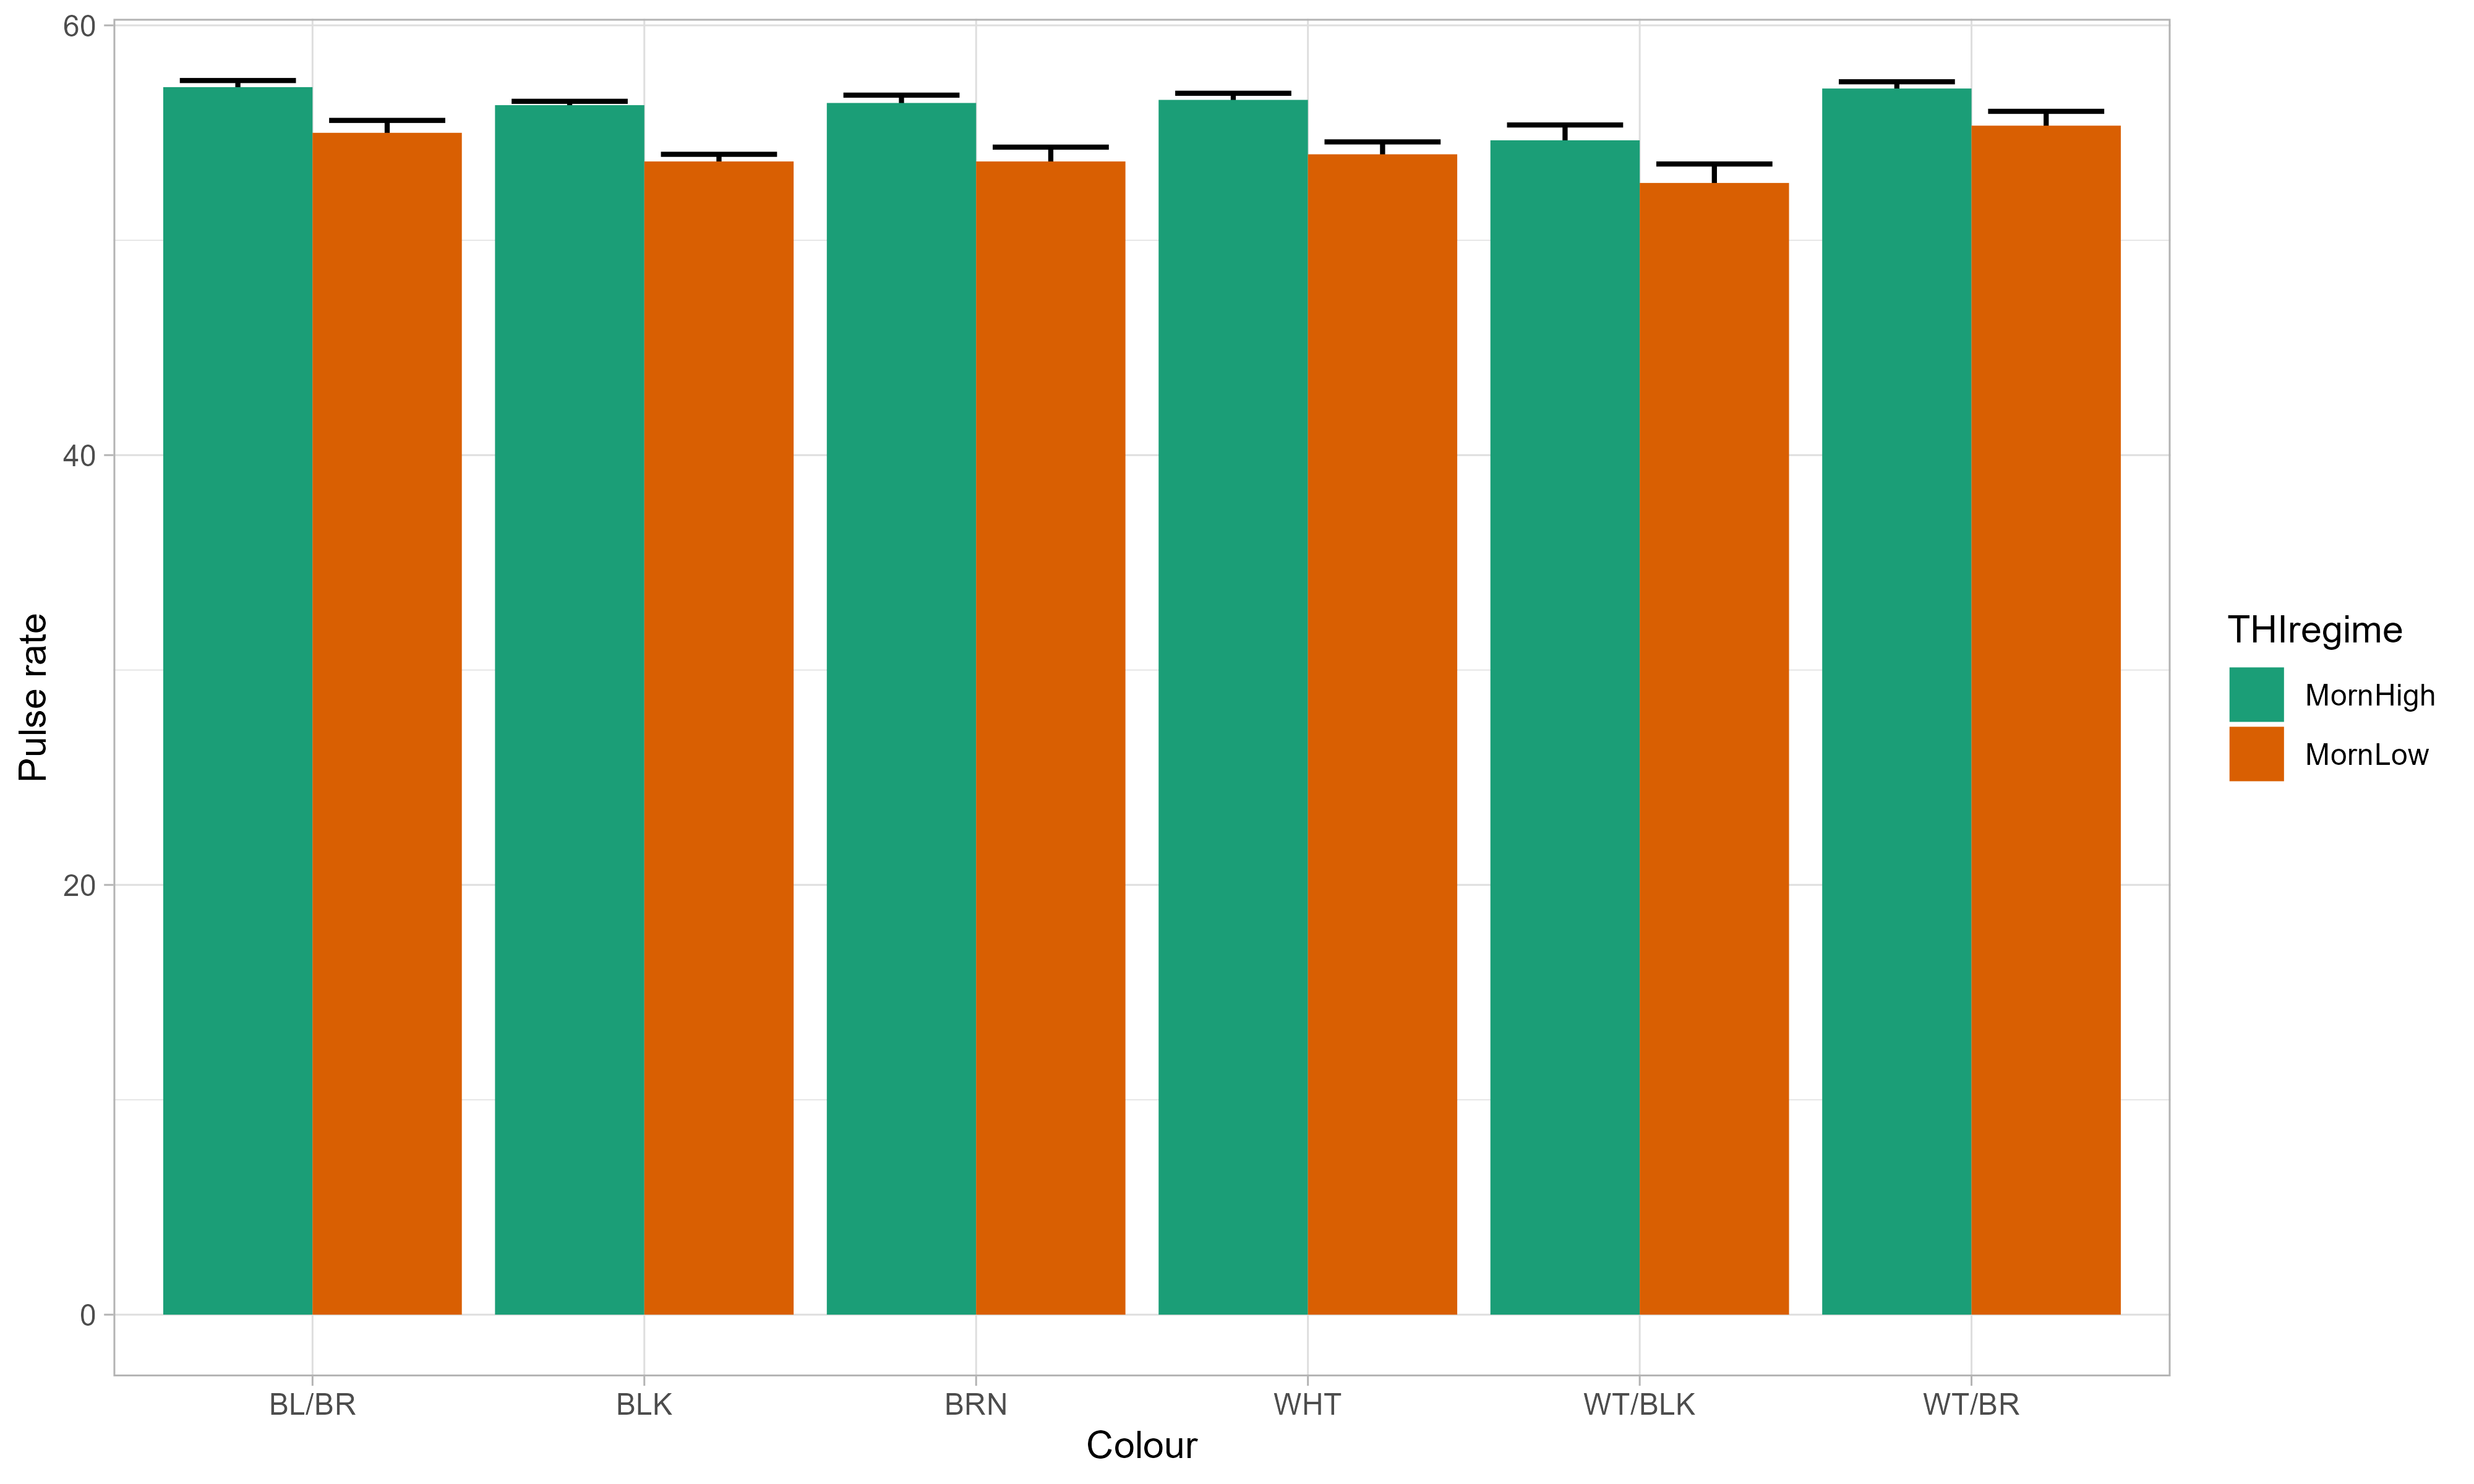 60
40
20
0
Pulse rate
BL/BR
BLK
BRN
WHT
WT/BLK
WT/BR
Colour
THIregime
MornHigh
MornLow